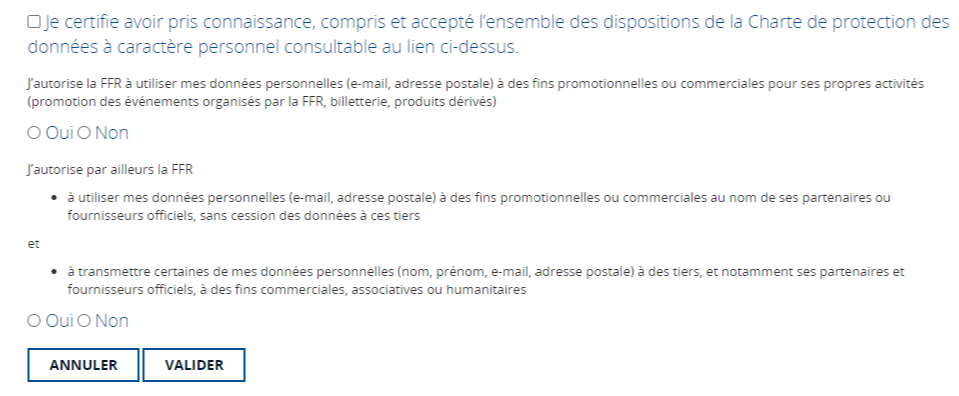 Je certifie avoir pris connaissance, compris et accepté l'ensemble des dispositions de la Charte de protection des
données à caractère personnel consultable au lien ci-dessus.
J'autorise la FFR à utiliser mes données personnelles (e-mail, adresse postale) à des fins promotionnelles ou commerciales pour ses propres activités
(promotion des événements organisés par la FFR, billetterie, produits dérivés)
Oui Non
J'autorise par ailleurs la FFR
• à utiliser mes données personnelles (e-mail, adresse postale) à des fins promotionnelles ou commerciales au nom de ses partenaires ou
fournisseurs officiels, sans cession des données à ces tiers
et
• à transmettre certaines de mes données personnelles (nom, prénom, e-mail, adresse postale) à des tiers, et notamment ses partenaires et
fournisseurs officiels, à des fins commerciales, associatives ou humanitaires
Oui Non
ANNULER VALIDER